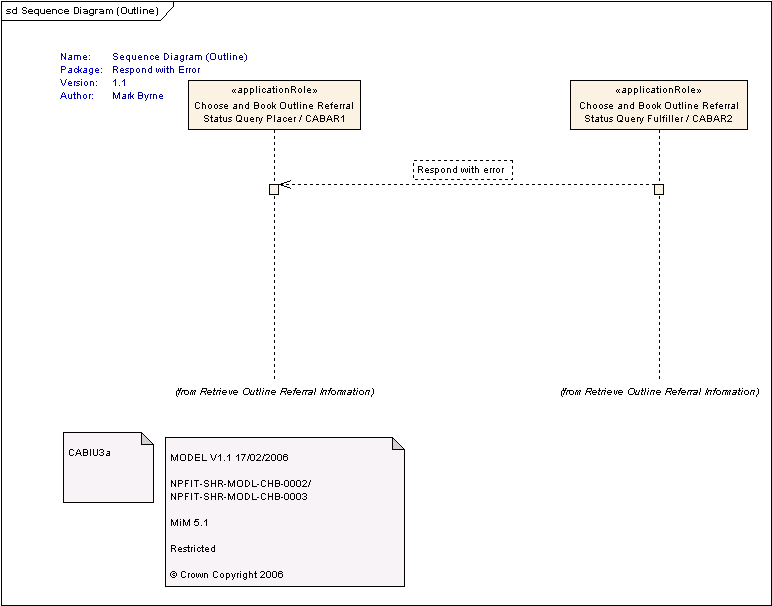 sd Sequence Diagram (Outline)
Name: Sequence Diagram (Outline)
Package: Respond with Error
Version: 1.1
Author: Mark Byrne
«applicationRole»
Choose and Book Outline Referral
Status Query Placer / CABAR1
«applicationRole»
Choose and Book Outline Referral
Status Query Fulfiller / CABAR2
Respond with error
(from Retrieve Outline Referral Information)
(from Retrieve Outline Referral Information)
CABIU3a
MODEL V1.1 17/02/2006
NPFIT-SHR-MODL-CHB-0002/
NPFIT-SHR-MODL-CHB-0003
MiM 5.1
Restricted
© Crown Copyright 2006